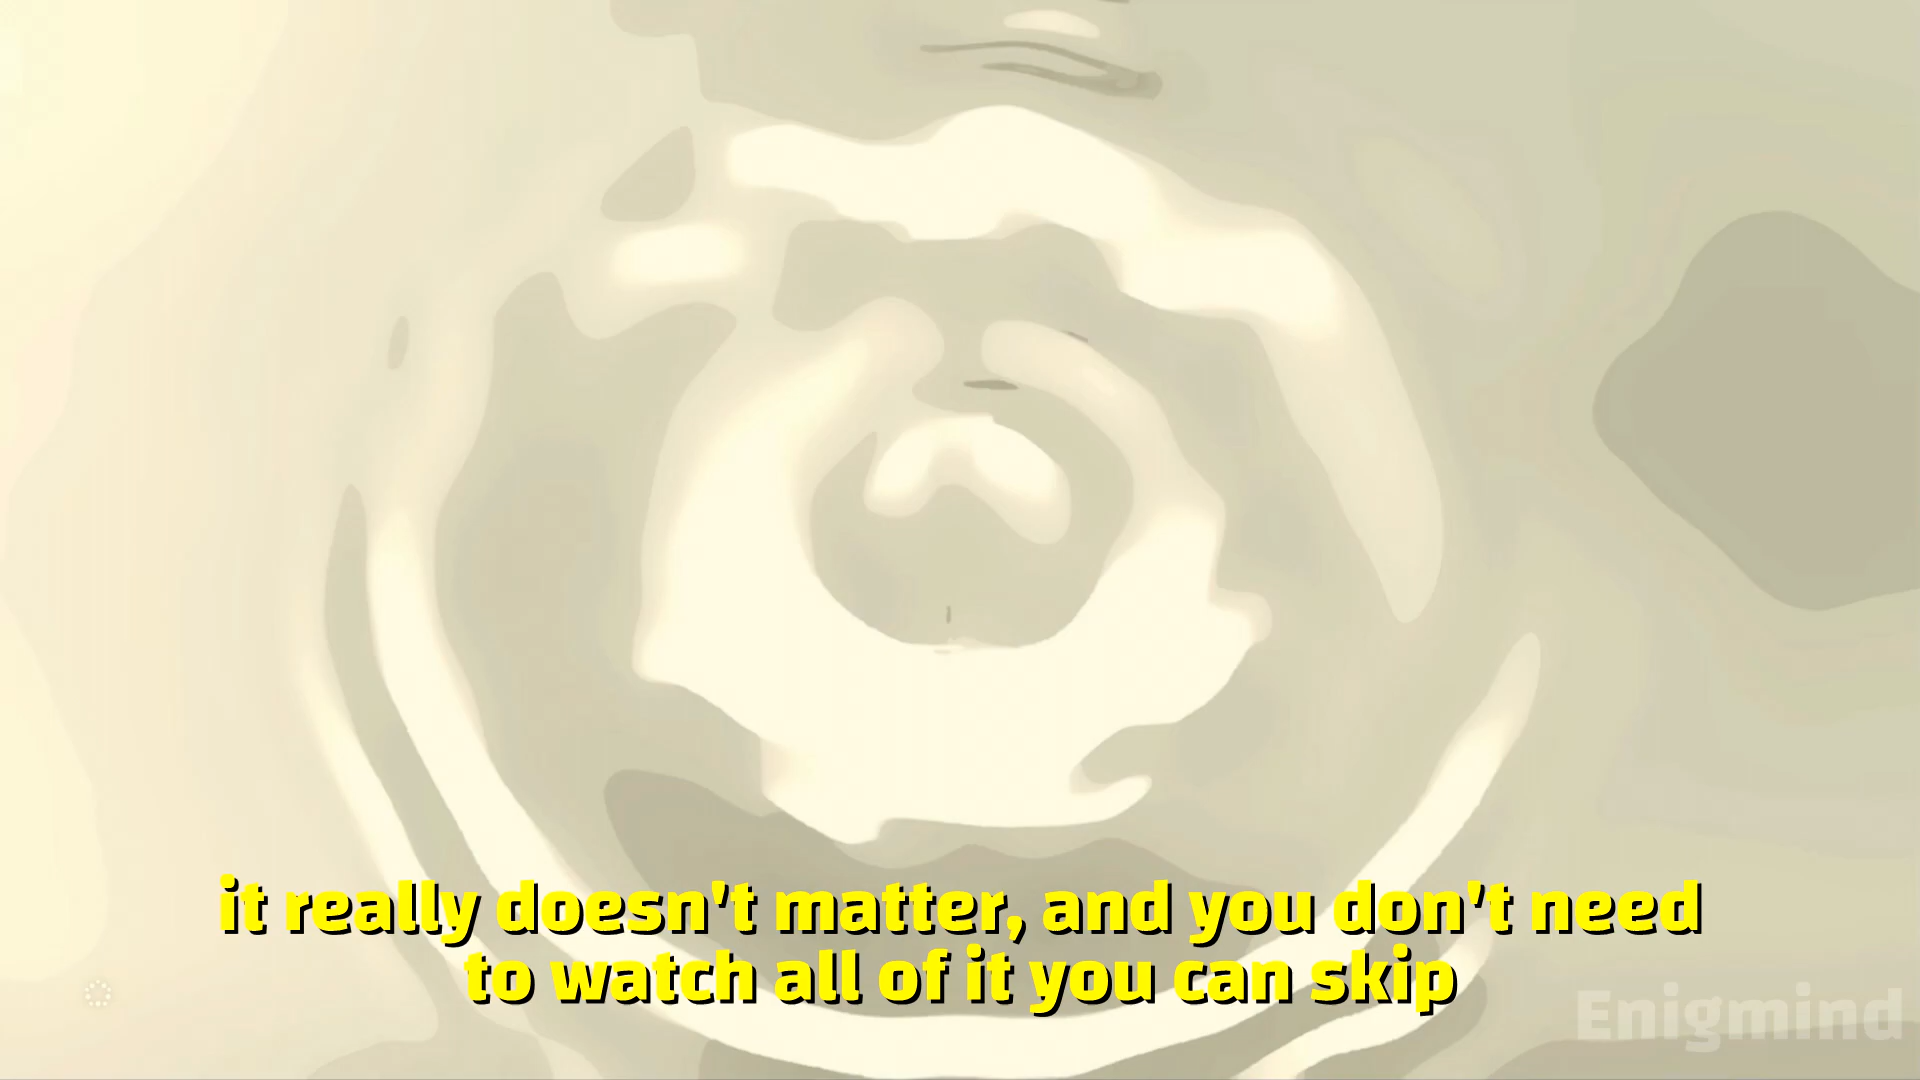 it really doesn't matter, and you don't need
to watch all of it you can skip
Enigmind